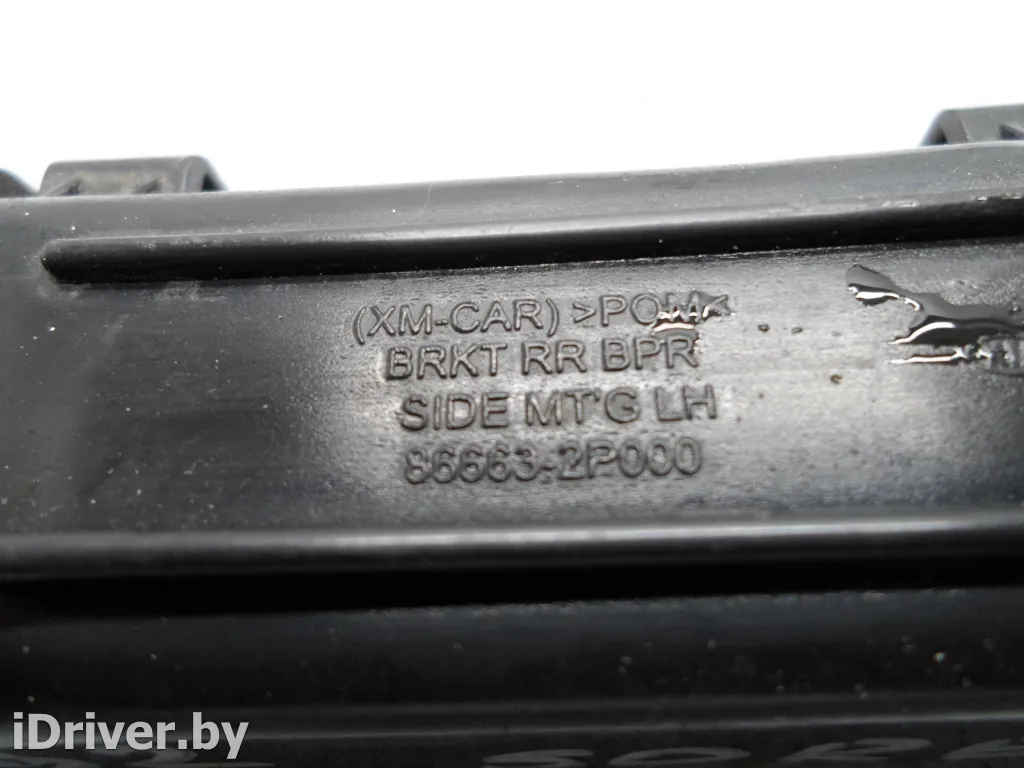 (XM-CAR) >POM<
BRKT RR BPR
SIDE MT'G LH
86663-2P000
iDriver.by